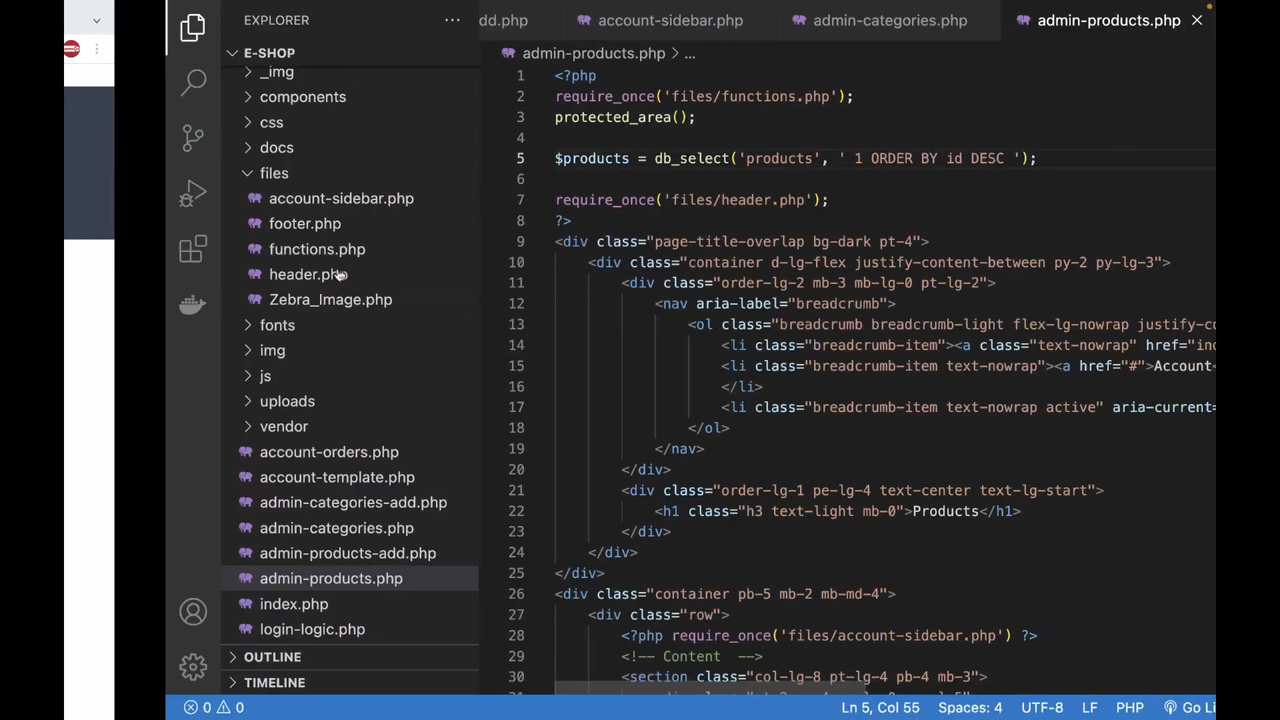 EXPLORER
E-SHOP
_img
components
css
docs
files
account-sidebar.php
footer.php
functions.php
header.php
Zebra_Image.php
fonts
img
js
uploads
vendor
account-orders.php
account-template.php
admin-categories-add.php
admin-categories.php
admin-products-add.php
admin-products.php
index.php
login-logic.php
OUTLINE
TIMELINE
dd.php account-sidebar.php admin-categories.php admin-products.php
admin-products.php > ...
1 <?php
2 require_once('files/functions.php');
3 protected_area();
4
5 $products = db_select('products', ' 1 ORDER BY id DESC ');
6
7 require_once('files/header.php');
8 ?>
9 <div class="page-title-overlap bg-dark pt-4">
10 <div class="container d-lg-flex justify-content-between py-2 py-lg-3">
11 <div class="order-lg-2 mb-3 mb-lg-0 pt-lg-2">
12 <nav aria-label="breadcrumb">
13 <ol class="breadcrumb breadcrumb-light flex-lg-nowrap justify-co
14 <li class="breadcrumb-item"><a class="text-nowrap" href="ind
15 <li class="breadcrumb-item text-nowrap"><a href="#">Account<
16 </li>
17 <li class="breadcrumb-item text-nowrap active" aria-current=
18 </ol>
19 </nav>
20 </div>
21 <div class="order-lg-1 pe-lg-4 text-center text-lg-start">
22 <h1 class="h3 text-light mb-0">Products</h1>
23 </div>
24 </div>
25 </div>
26 <div class="container pb-5 mb-2 mb-md-4">
27 <div class="row">
28 <?php require_once('files/account-sidebar.php') ?>
29 <!-- Content -->
30 <section class="col-lg-8 pt-lg-4 pb-4 mb-3">
0 0 Ln 5, Col 55 Spaces: 4 UTF-8 LF PHP Go Li